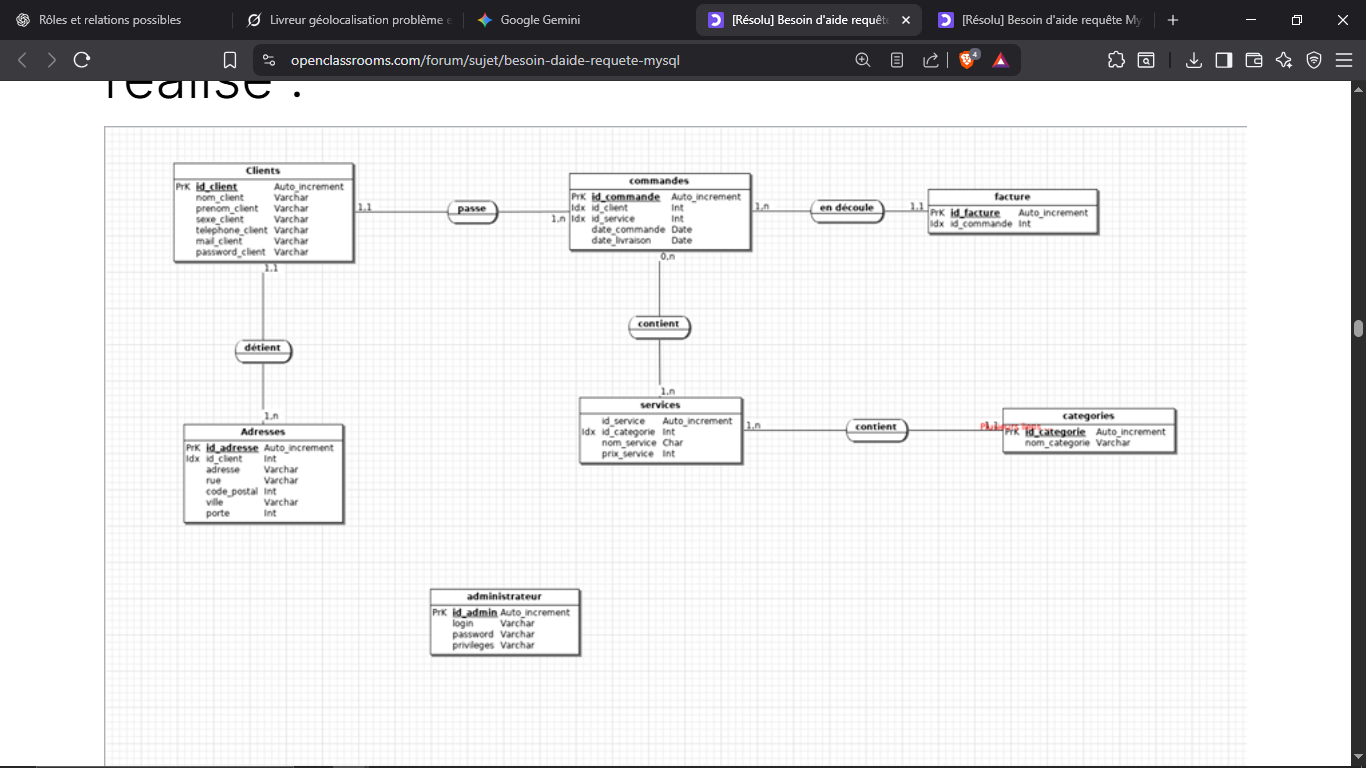 Rôles et relations possibles
Livreur géolocalisation problème e
Google Gemini
[Résolu] Besoin d'aide requête
[Résolu] Besoin d'aide requête My
openclassrooms.com/forum/sujet/besoin-daide-requete-mysql
4
réalisé :
Clients
PrK id_client Auto_increment
nom_client Varchar
prenom_client Varchar
sexe_client Varchar
telephone_client Varchar
mail_client Varchar
password_client Varchar
1,1
passe
1,n
commandes
PrK id_commande Auto_increment
Idx id_client Int
Idx id_service Int
date_commande Date
date_livraison Date
1,n
en découle
1,1
facture
PrK id_facture Auto_increment
Idx id_commande Int
1,1
détient
1,n
0,n
contient
1,n
Adresses
PrK id_adresse Auto_increment
Idx id_client Int
adresse Varchar
rue Varchar
code_postal Int
ville Varchar
porte Int
services
id_service Auto_increment
Idx id_categorie Int
nom_service Char
prix_service Int
1,n
contient
1,1
categories
PrK id_categorie Auto_increment
nom_categorie Varchar
administrateur
PrK id_admin Auto_increment
login Varchar
password Varchar
privileges Varchar